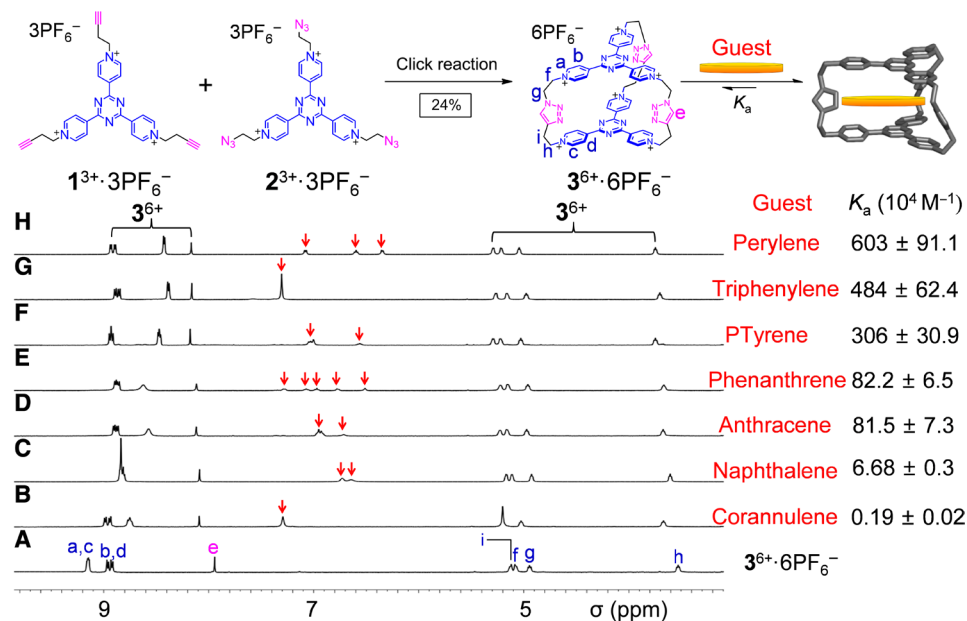 3PF₆⁻ 3PF₆⁻ N₃ 6PF₆⁻
Click reaction
24%
Guest
Kₐ
N⁺ N N N N⁺ N⁺
+
N⁺ N N N N⁺ N⁺ N₃ N₃
a b f g e i h c d
1³⁺·3PF₆⁻ 2³⁺·3PF₆⁻ 3⁶⁺·6PF₆⁻
3⁶⁺ 3⁶⁺ Guest Kₐ (10⁴ M⁻¹)
H Perylene 603 ± 91.1
G Triphenylene 484 ± 62.4
F PTyrene 306 ± 30.9
E Phenanthrene 82.2 ± 6.5
D Anthracene 81.5 ± 7.3
C Naphthalene 6.68 ± 0.3
B Corannulene 0.19 ± 0.02
A a,c b,d e i f g h 3⁶⁺·6PF₆⁻
9 7 5 σ (ppm)